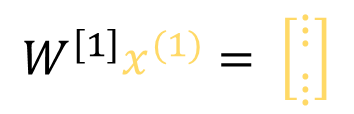 W^{[1]}x^{(1)} = [⋮ ⋮]